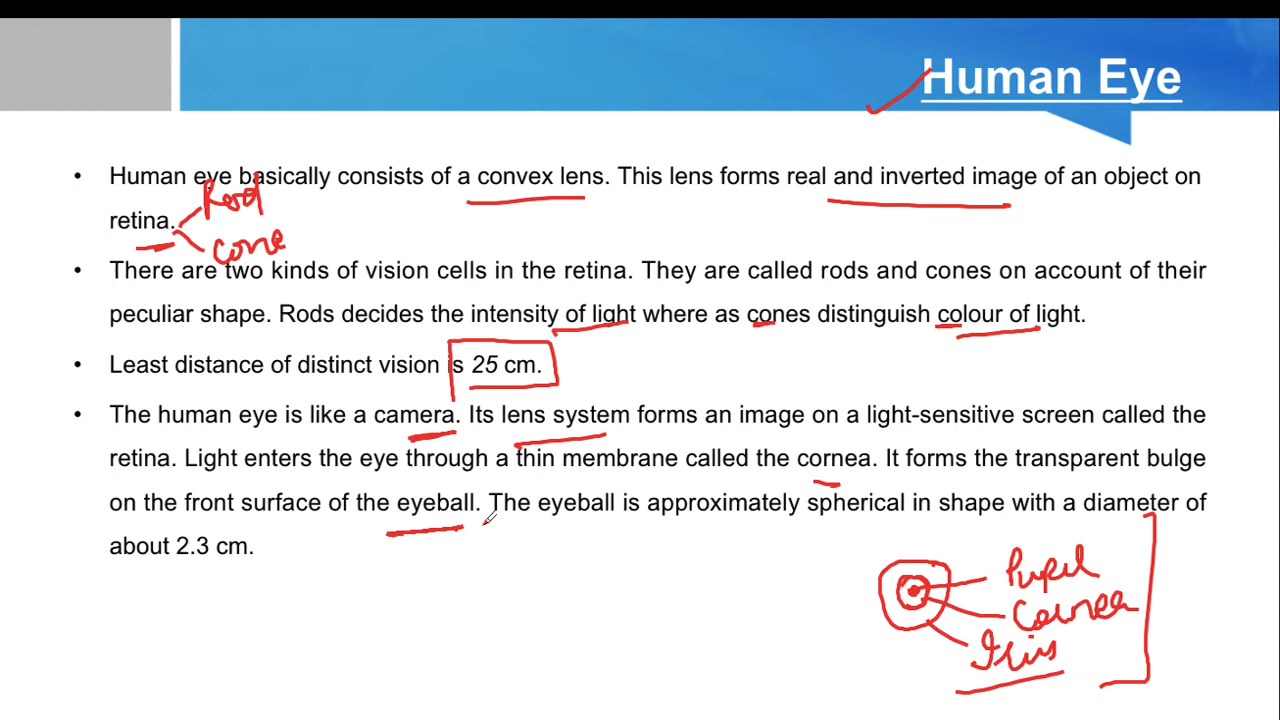 Human Eye
• Human eye basically consists of a convex lens. This lens forms real and inverted image of an object on
retina.
Rod
Cone
• There are two kinds of vision cells in the retina. They are called rods and cones on account of their
peculiar shape. Rods decides the intensity of light where as cones distinguish colour of light.
• Least distance of distinct vision is 25 cm.
• The human eye is like a camera. Its lens system forms an image on a light-sensitive screen called the
retina. Light enters the eye through a thin membrane called the cornea. It forms the transparent bulge
on the front surface of the eyeball. The eyeball is approximately spherical in shape with a diameter of
about 2.3 cm.
Pupil
Cornea
Iris